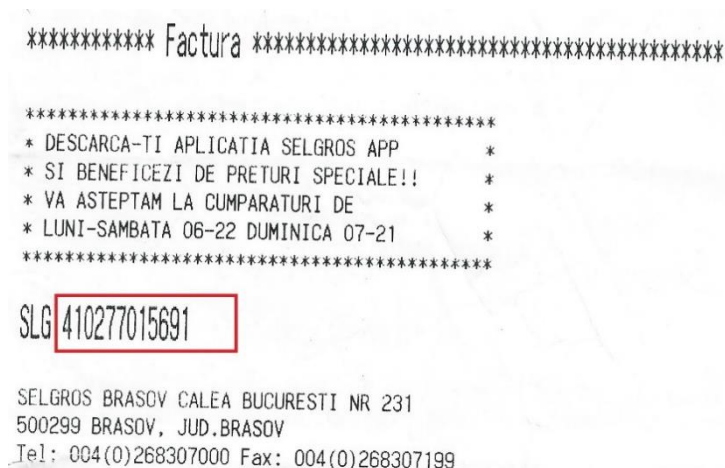 ************ Factura ********************************************
********************************************
* DESCARCA-TI APLICATIA SELGROS APP *
* SI BENEFICEZI DE PRETURI SPECIALE!! *
* VA ASTEPTAM LA CUMPARATURI DE *
* LUNI-SAMBATA 06-22 DUMINICA 07-21 *
********************************************
SLG 410277015691
SELGROS BRASOV CALEA BUCURESTI NR 231
500299 BRASOV, JUD.BRASOV
Tel: 004(0)268307000 Fax: 004(0)268307199